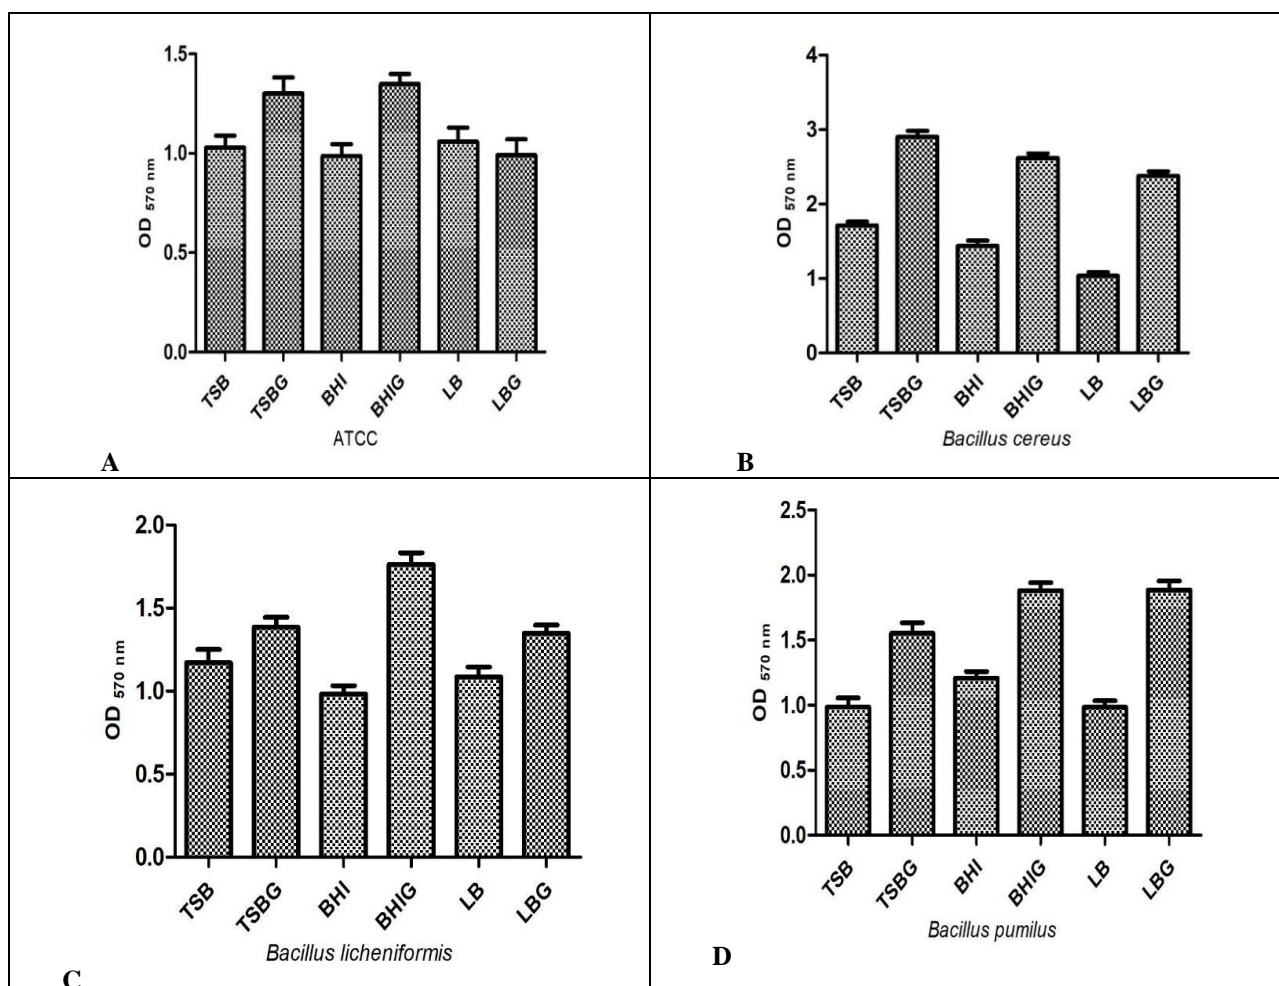 1.5
1.0
0.5
0.0
OD 570 nm
TSB TSBG BHI BHIG LB LBG
ATCC
A
4
3
2
1
0
OD 570 nm
TSB TSBG BHI BHIG LB LBG
Bacillus cereus
B
2.0
1.5
1.0
0.5
0.0
OD 570 nm
TSB TSBG BHI BHIG LB LBG
Bacillus licheniformis
C
2.5
2.0
1.5
1.0
0.5
0.0
OD 570 nm
TSB TSBG BHI BHIG LB LBG
Bacillus pumilus
D